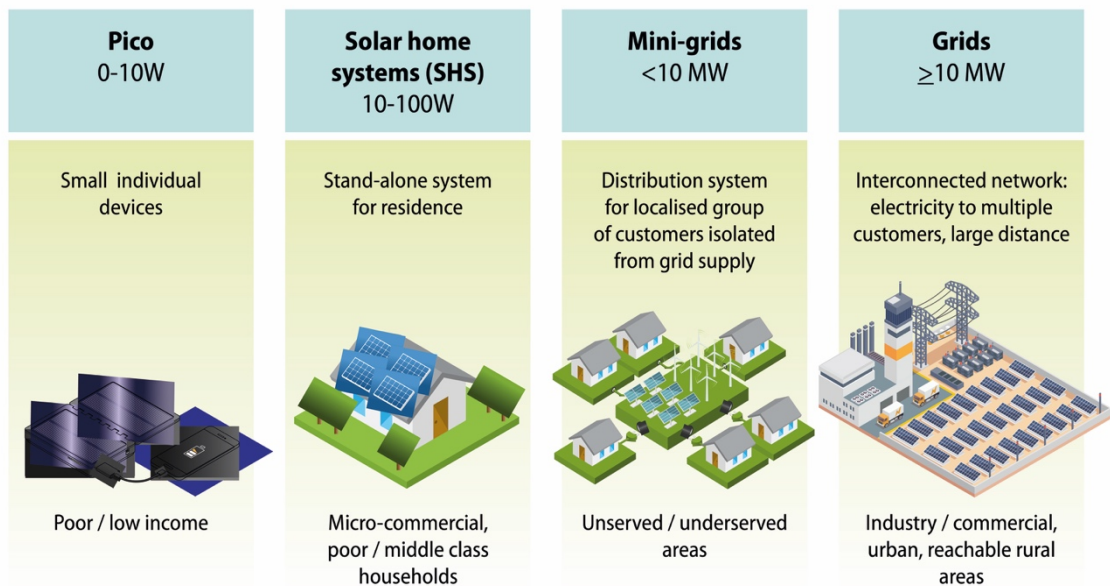 Pico
0-10W
Small individual
devices
Poor / low income
Solar home
systems (SHS)
10-100W
Stand-alone system
for residence
Micro-commercial,
poor / middle class
households
Mini-grids
<10 MW
Distribution system
for localised group
of customers isolated
from grid supply
Unserved / underserved
areas
Grids
≥10 MW
Interconnected network:
electricity to multiple
customers, large distance
Industry / commercial,
urban, reachable rural
areas